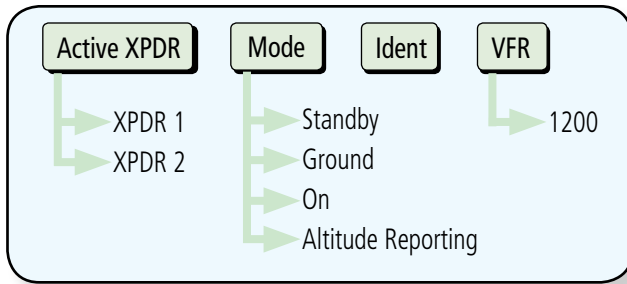 Active XPDR Mode Ident VFR
XPDR 1 Standby 1200
XPDR 2 Ground
On
Altitude Reporting